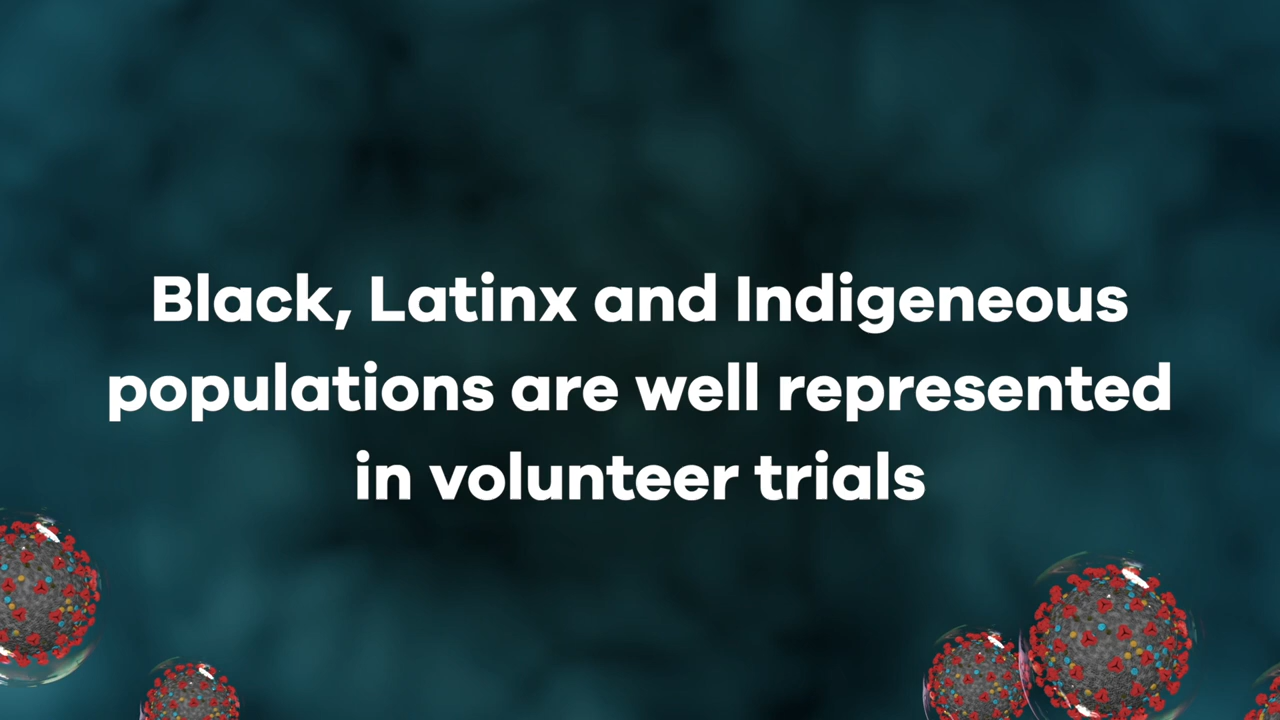 Black, Latinx and Indigeneous
populations are well represented
in volunteer trials